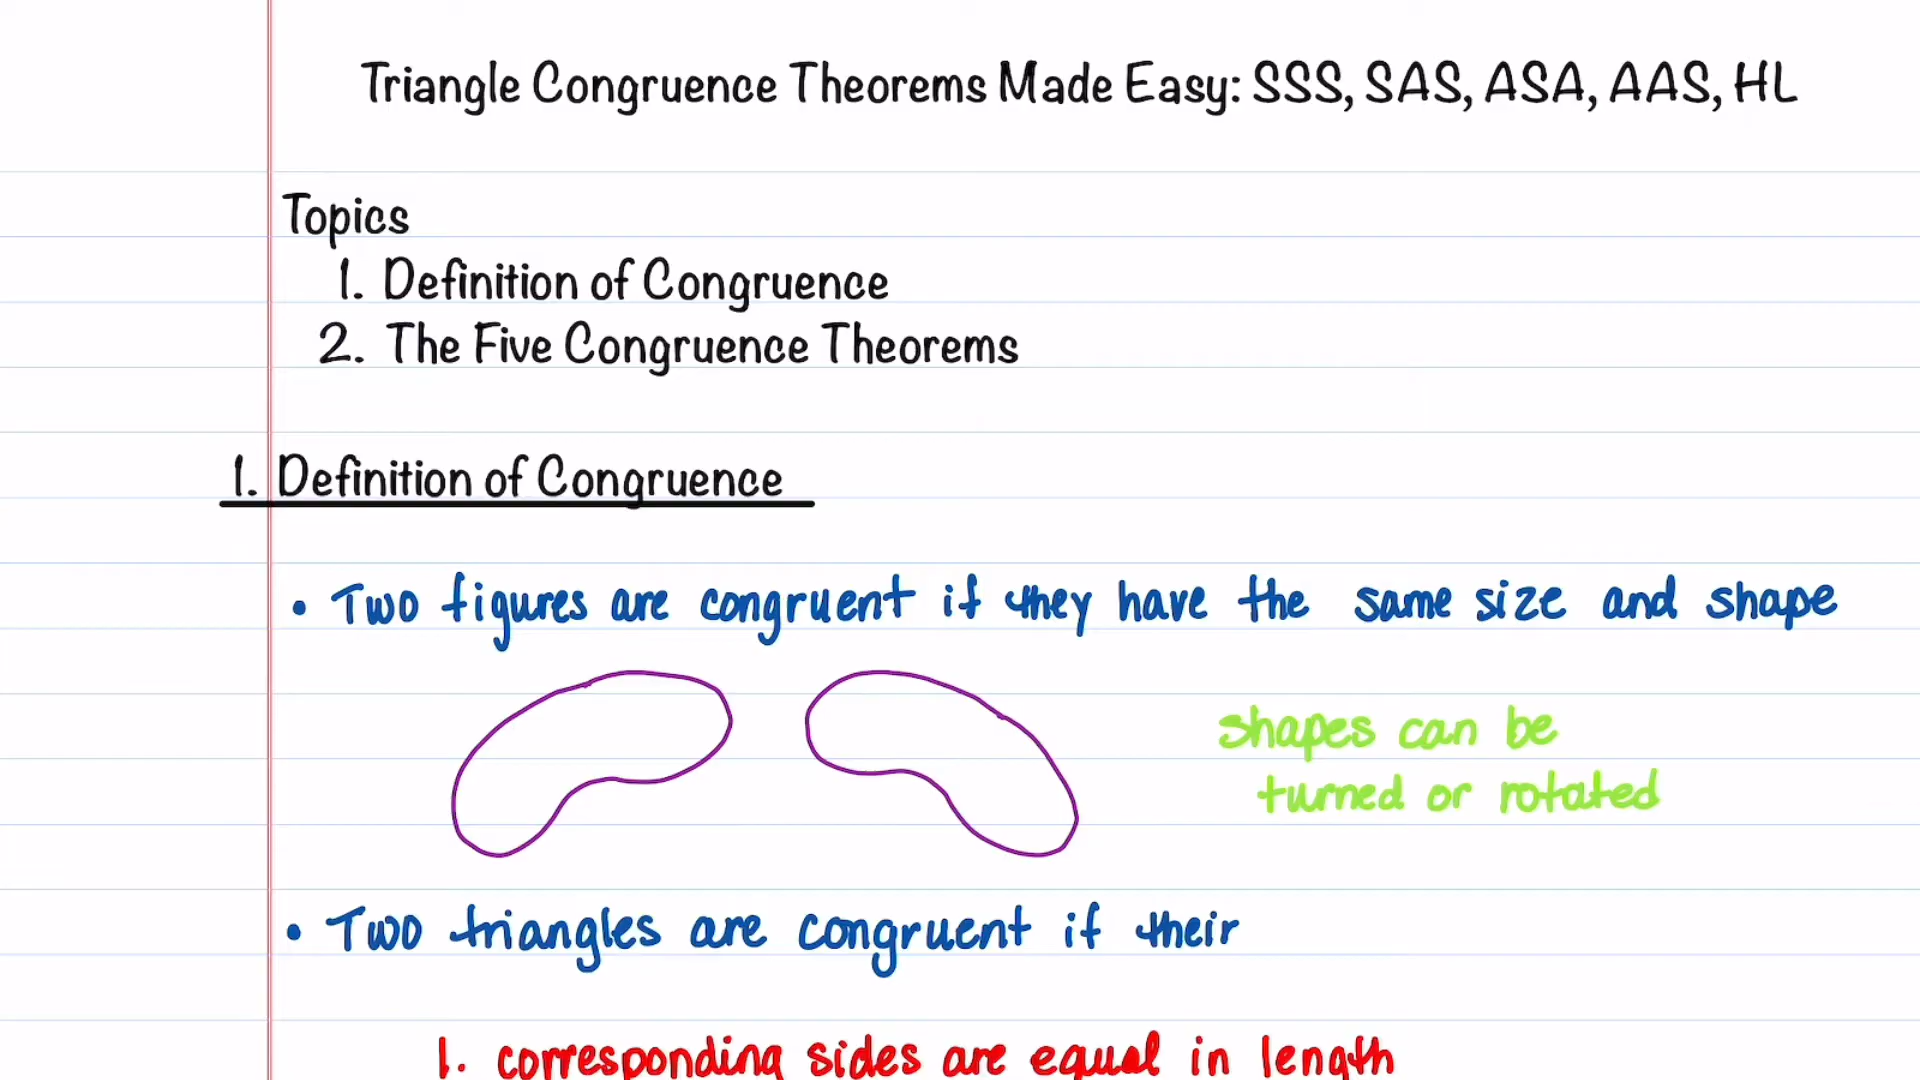 Triangle Congruence Theorems Made Easy: SSS, SAS, ASA, AAS, HL
Topics
1. Definition of Congruence
2. The Five Congruence Theorems
1. Definition of Congruence
• Two figures are congruent if they have the same size and shape
shapes can be
turned or rotated
• Two triangles are congruent if their
1. corresponding sides are equal in length